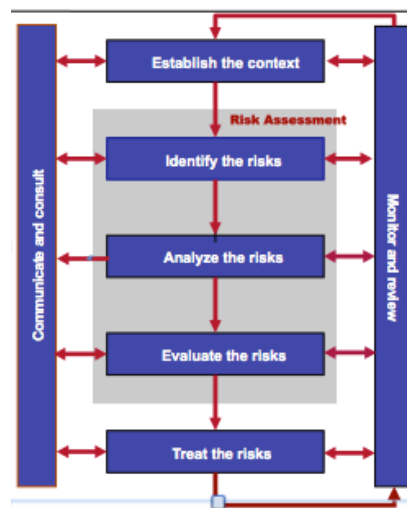 Establish the context
Risk Assessment
Identify the risks
Analyze the risks
Evaluate the risks
Treat the risks
Communicate and consult
Monitor and review